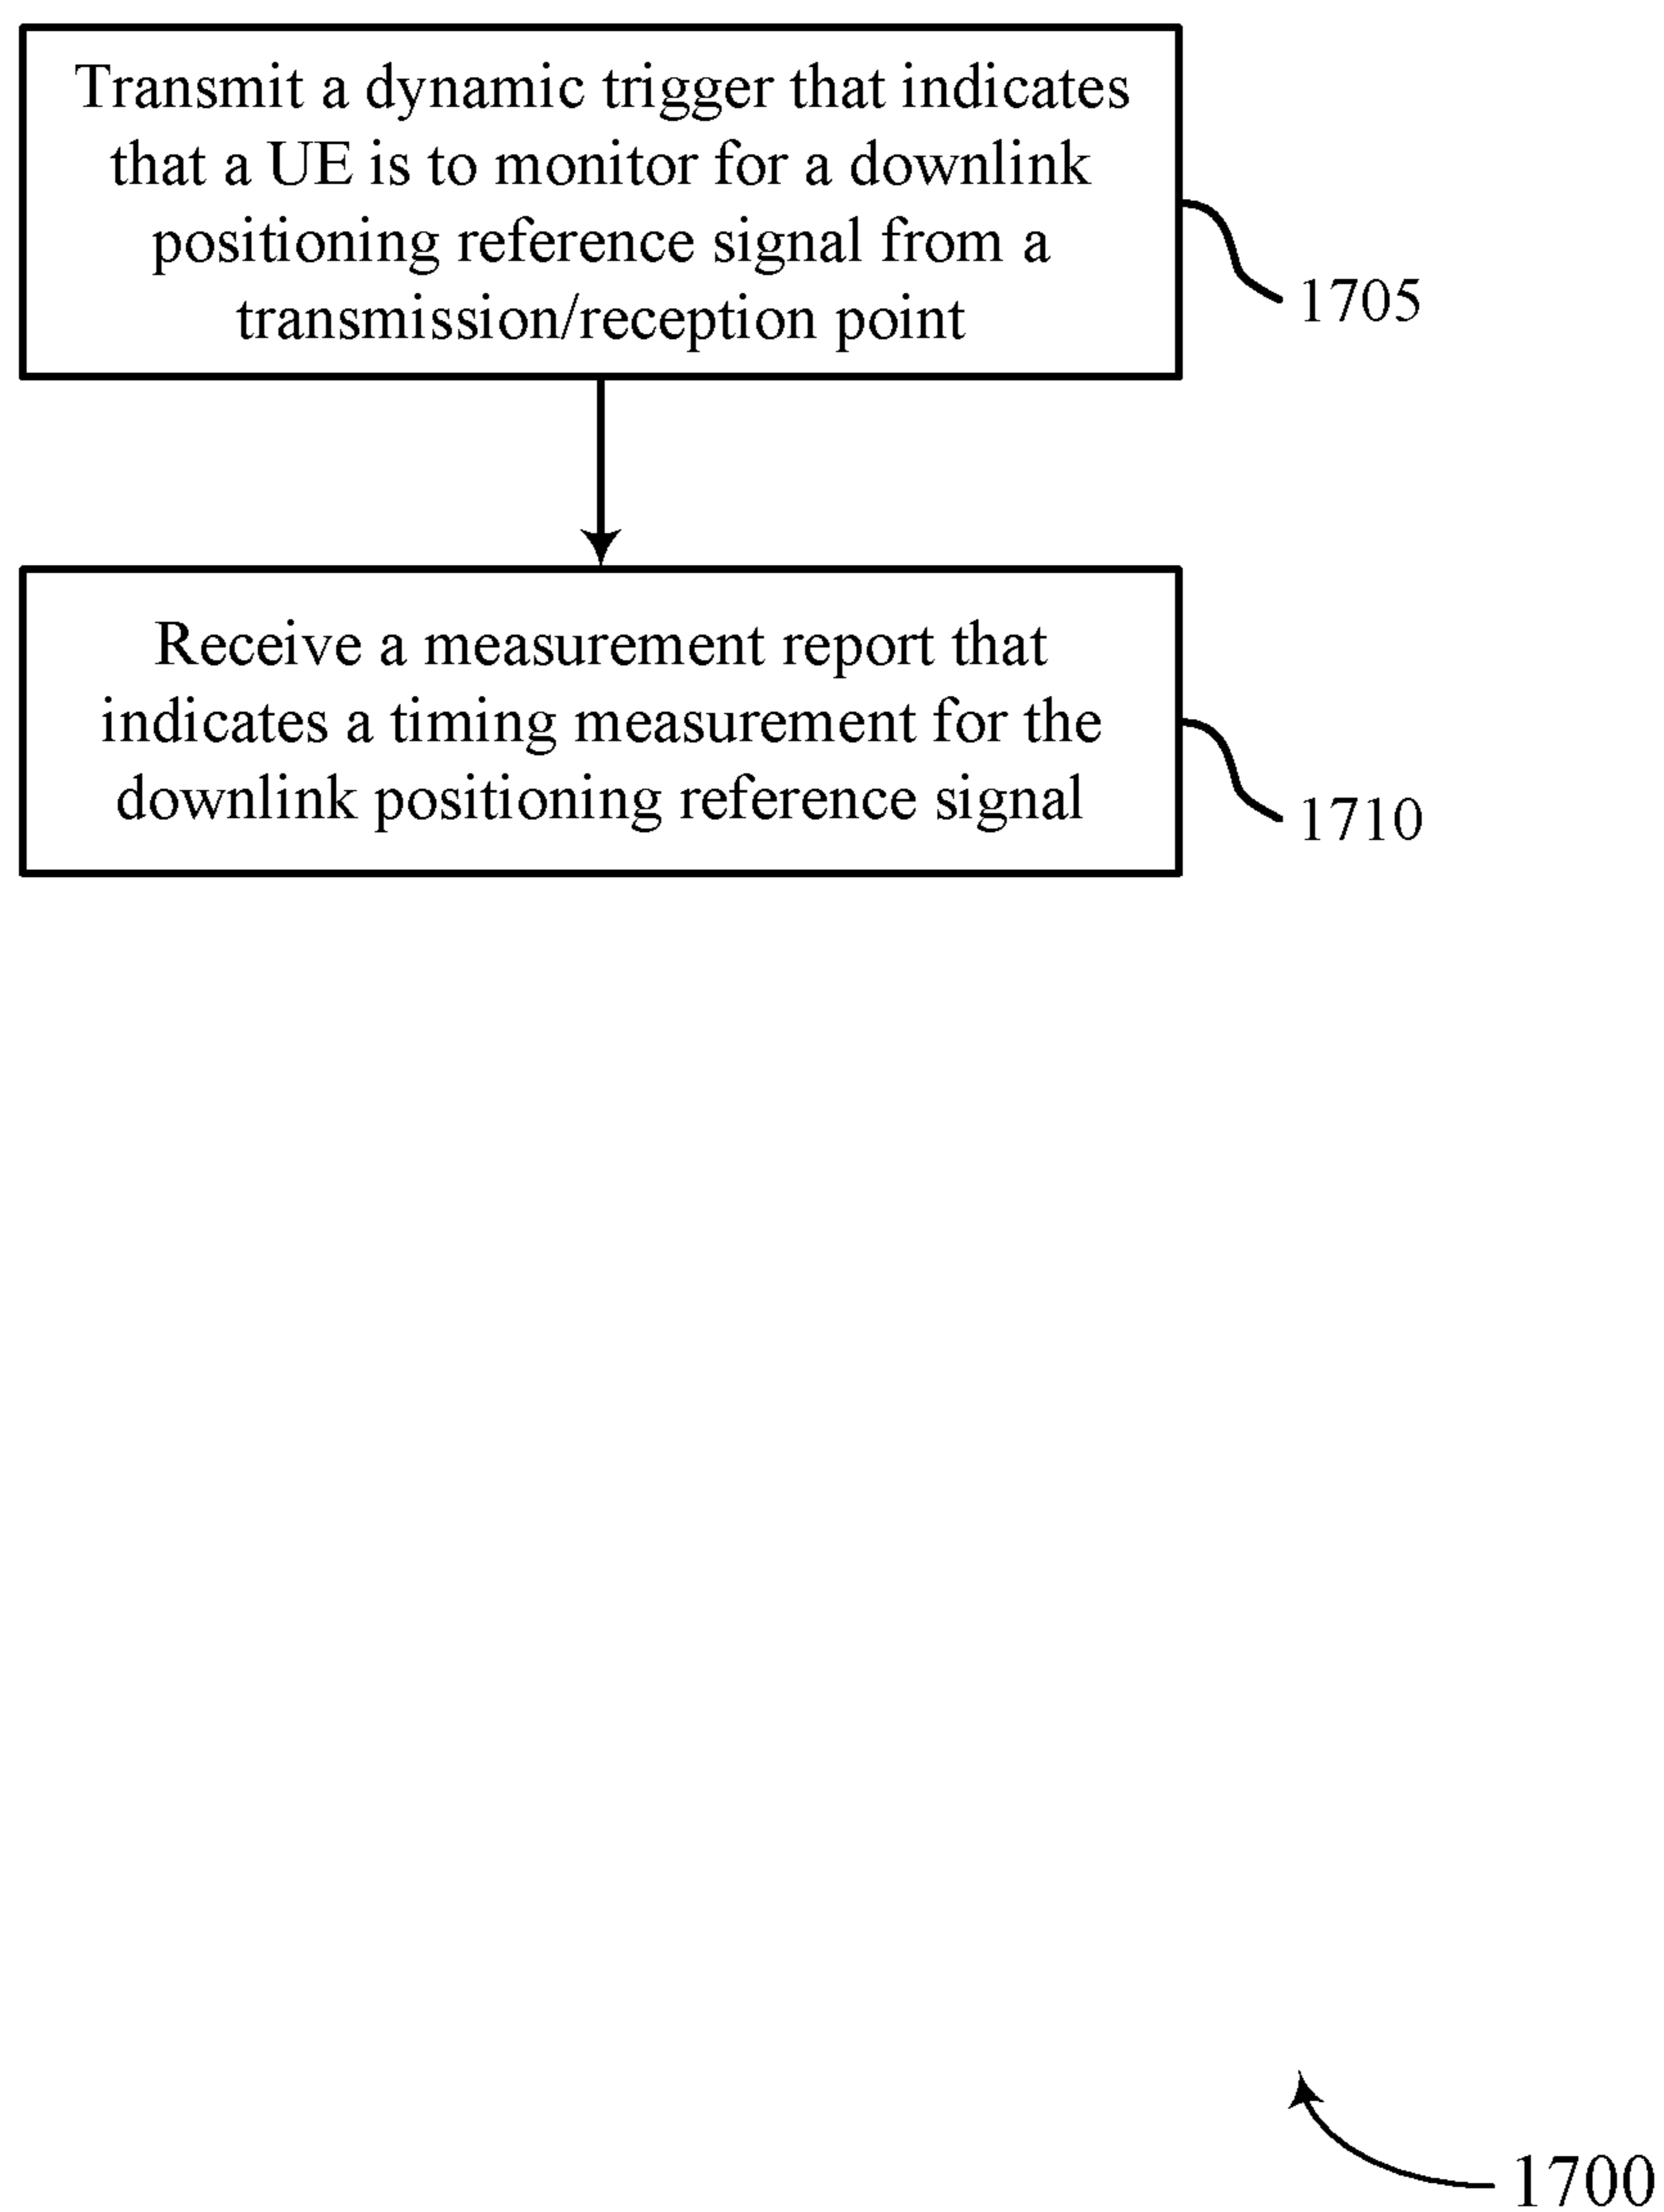 Transmit a dynamic trigger that indicates
that a UE is to monitor for a downlink
positioning reference signal from a
transmission/reception point
1705
Receive a measurement report that
indicates a timing measurement for the
downlink positioning reference signal
1710
1700